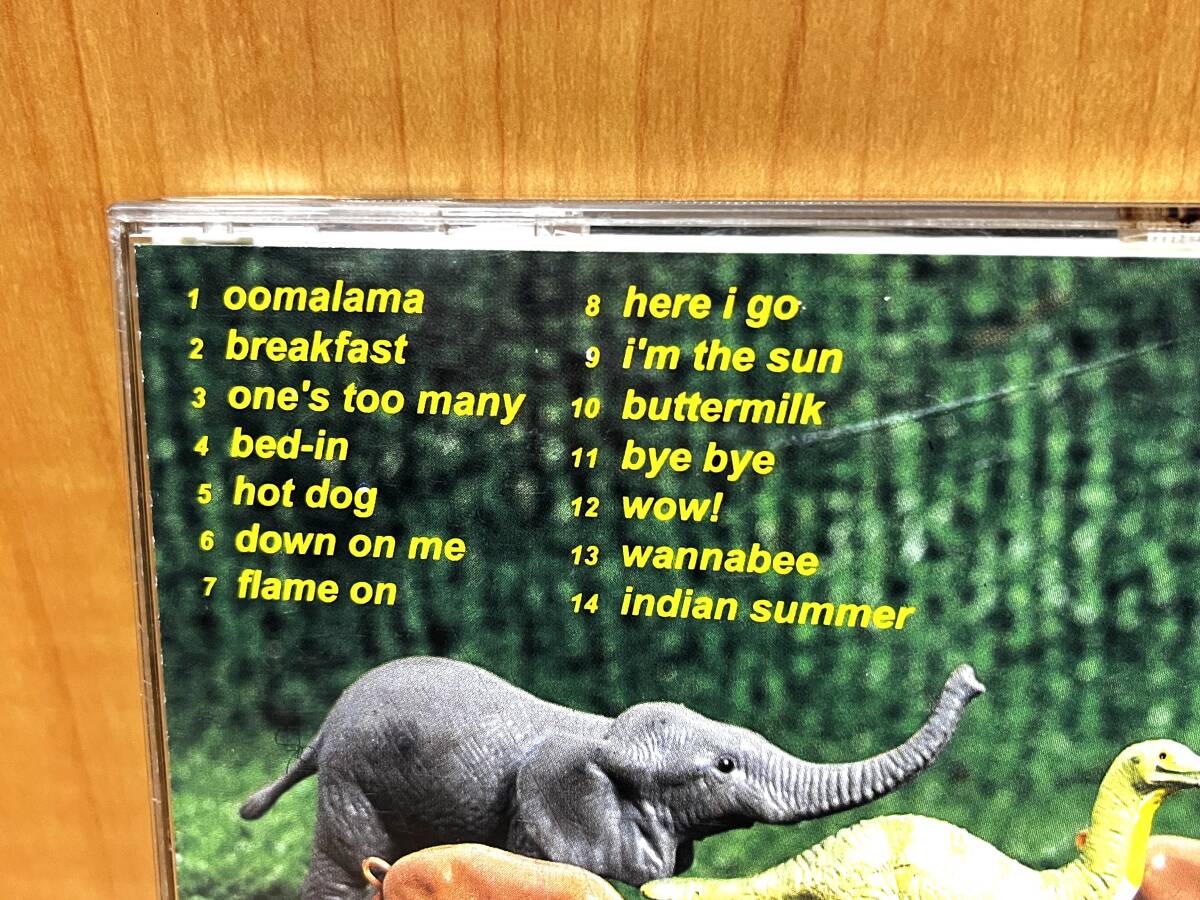 1 oomalama
2 breakfast
3 one's too many
4 bed-in
5 hot dog
6 down on me
7 flame on
8 here i go
9 i'm the sun
10 buttermilk
11 bye bye
12 wow!
13 wannabee
14 indian summer